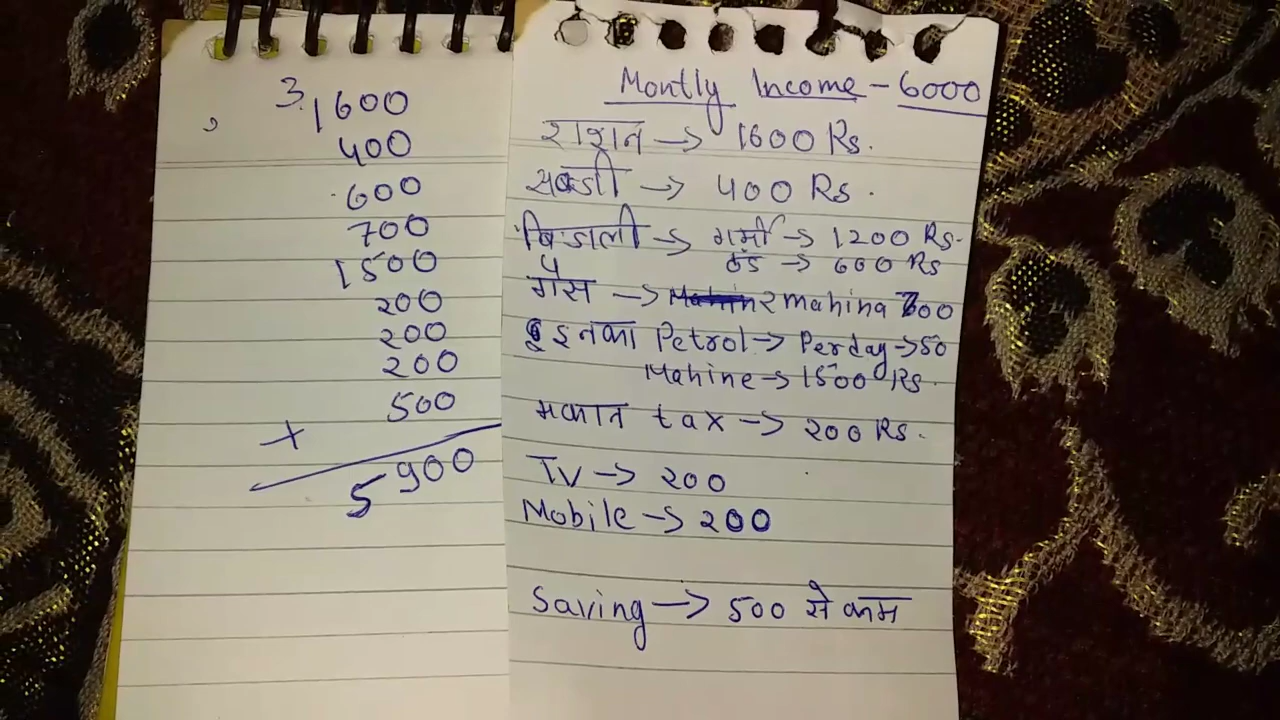 3.
1600
400
600
700
1500
200
200
200
500
+
5900
Montly Income - 6000
राशन → 1600 Rs.
सब्जी → 400 Rs.
बिजली → गर्मी → 1200 Rs.
ठंड → 600 Rs
गैस → 2 mahina 700
इनका Petrol → Per day → 50
Mahine → 1500 Rs.
मकान tax → 200 Rs.
TV → 200
Mobile → 200
Saving → 500 से कम